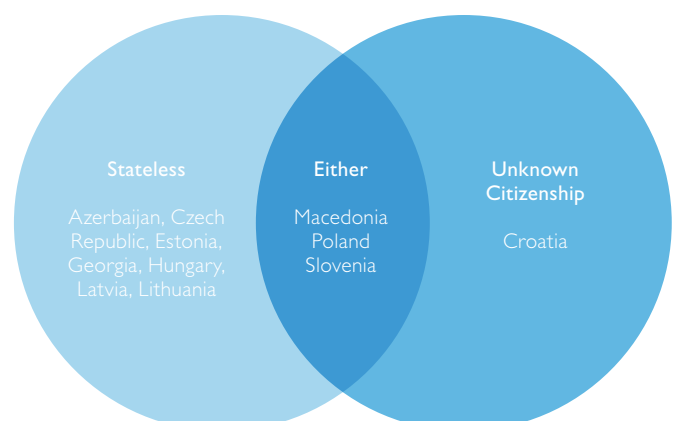 Stateless
Azerbaijan, Czech
Republic, Estonia,
Georgia, Hungary,
Latvia, Lithuania
Either
Macedonia
Poland
Slovenia
Unknown
Citizenship
Croatia